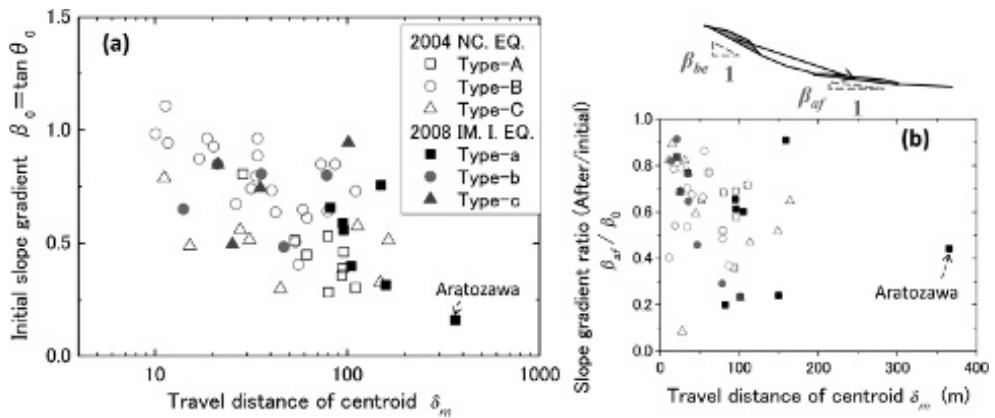 (a)
Initial slope gradient β₀=tan θ₀
1.5
1.0
0.5
0.0
2004 NC. EQ.
Type-A
Type-B
Type-C
2008 IM. I. EQ.
Type-a
Type-b
Type-c
Aratozawa
10
100
1000
Travel distance of centroid δₘ
β_be
1
β_af
1
(b)
Slope gradient ratio (After/initial)
β_af / β₀
1.0
0.8
0.6
0.4
0.2
0.0
Aratozawa
0
100
200
300
400
Travel distance of centroid δₘ (m)